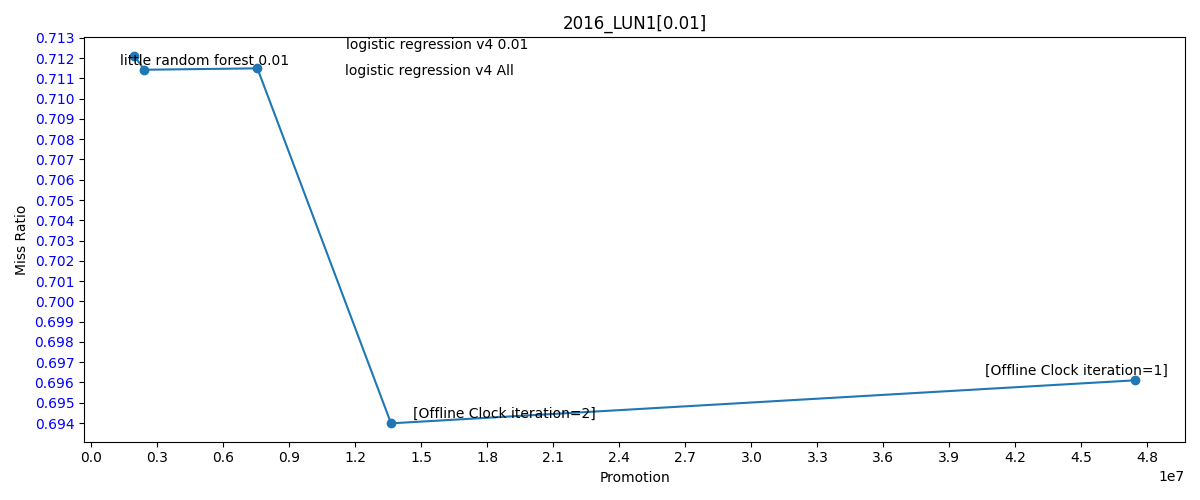 2016_LUN1[0.01]
0.713
0.712
0.711
0.710
0.709
0.708
0.707
0.706
0.705
0.704
0.703
0.702
0.701
0.700
0.699
0.698
0.697
0.696
0.695
0.694
Miss Ratio
logistic regression v4 0.01
little random forest 0.01
logistic regression v4 All
[Offline Clock iteration=1]
[Offline Clock iteration=2]
0.0 0.3 0.6 0.9 1.2 1.5 1.8 2.1 2.4 2.7 3.0 3.3 3.6 3.9 4.2 4.5 4.8
1e7
Promotion